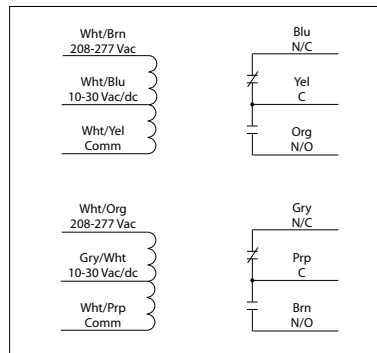 Wht/Brn
208-277 Vac
Wht/Blu
10-30 Vac/dc
Wht/Yel
Comm
Blu
N/C
Yel
C
Org
N/O
Wht/Org
208-277 Vac
Gry/Wht
10-30 Vac/dc
Wht/Prp
Comm
Gry
N/C
Prp
C
Brn
N/O